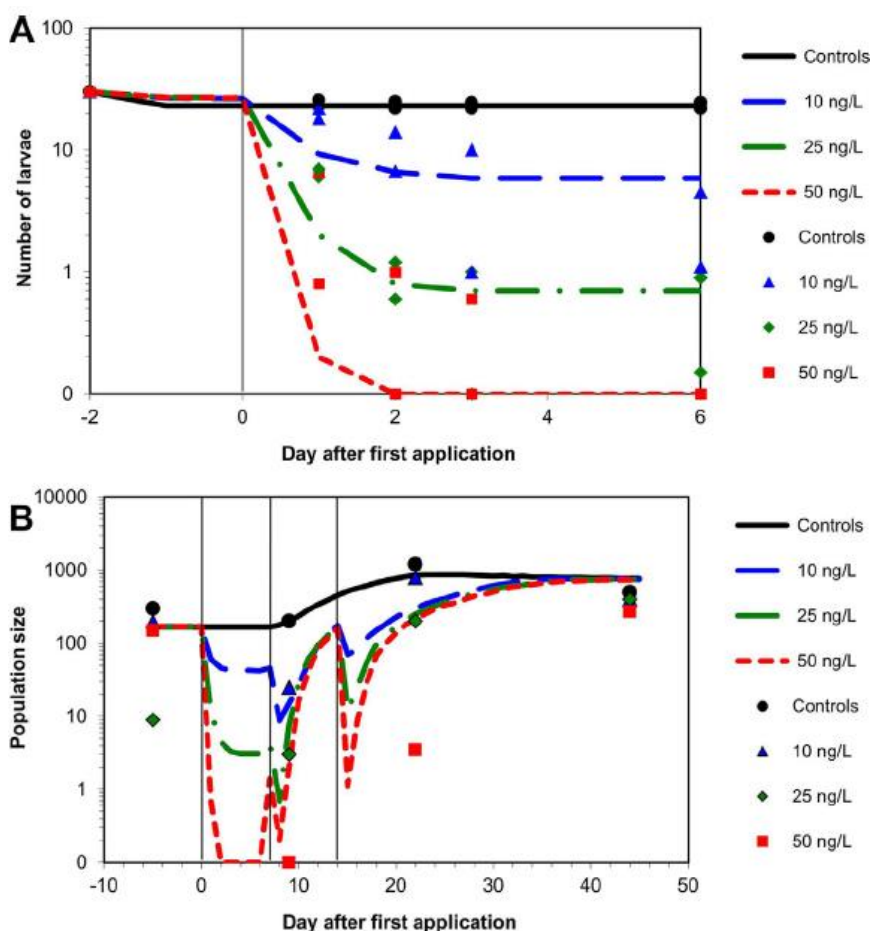 A
100
10
1
0
Number of larvae
-2
0
2
4
6
Day after first application
Controls
10 ng/L
25 ng/L
50 ng/L
Controls
10 ng/L
25 ng/L
50 ng/L
B
10000
1000
100
10
1
0
Population size
-10
0
10
20
30
40
50
Day after first application
Controls
10 ng/L
25 ng/L
50 ng/L
Controls
10 ng/L
25 ng/L
50 ng/L